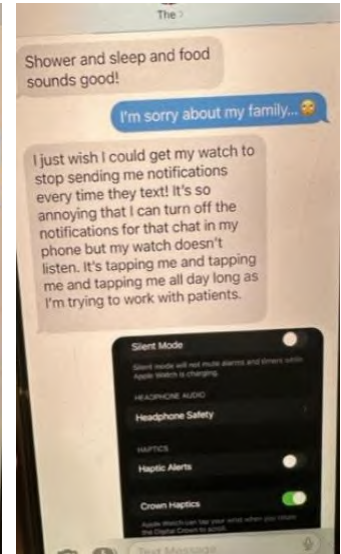 The
Shower and sleep and food
sounds good!
I'm sorry about my family...🙄
I just wish I could get my watch to
stop sending me notifications
every time they text! It's so
annoying that I can turn off the
notifications for that chat in my
phone but my watch doesn't
listen. It's tapping me and tapping
me and tapping me all day long as
I'm trying to work with patients.
Silent Mode
Silent mode will not mute alarms and timers while
Apple Watch is charging.
HEADPHONE AUDIO
Headphone Safety
HAPTICS
Haptic Alerts
Crown Haptics
Apple Watch can tap your wrist when you rotate
the Digital Crown to scroll.
Text Message